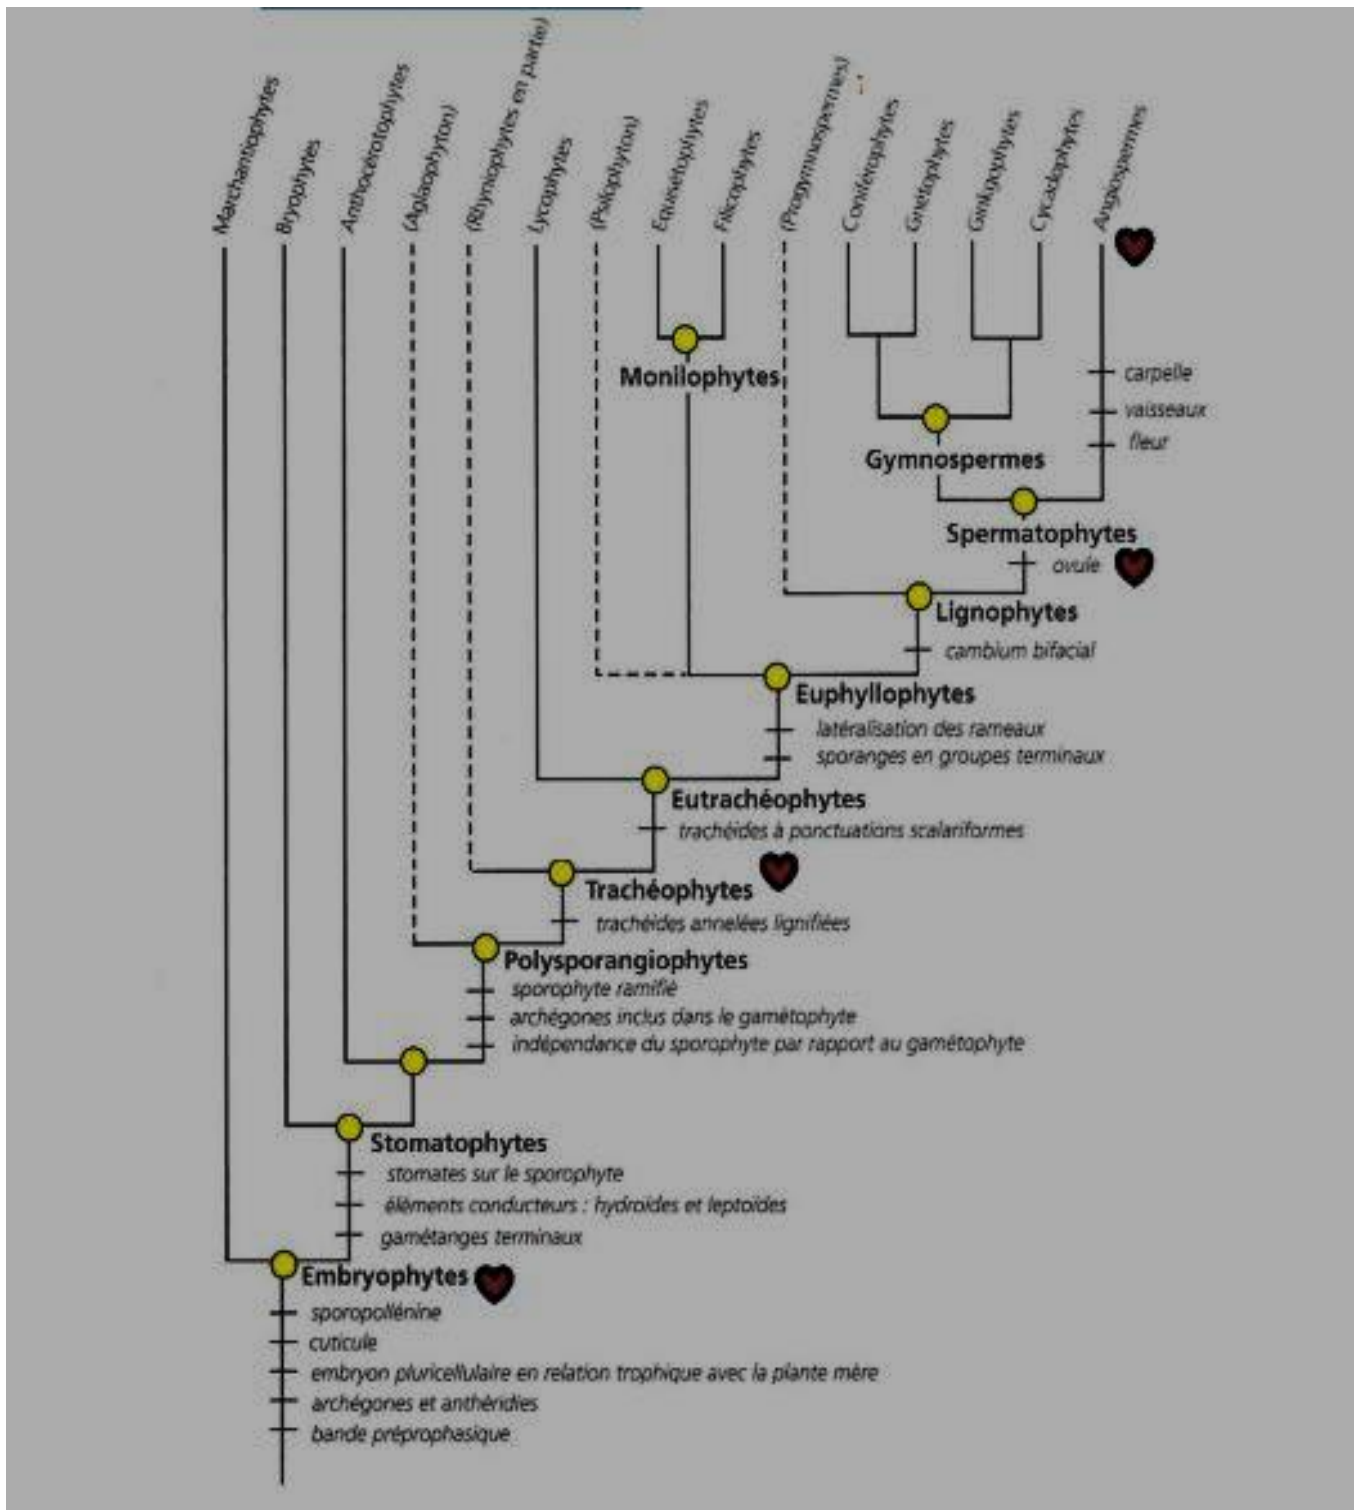 Marchantiophytes
Bryophytes
Anthocérotophytes
(Aglaophyton)
(Rhyniophytes en partie)
Lycophytes
(Psilophyton)
Equisétophytes
Filicophytes
(Progymnospermes)
Coniférophytes
Gnétophytes
Ginkgophytes
Cycadophytes
Angiospermes
Monilophytes
carpelle
vaisseaux
fleur
Gymnospermes
Spermatophytes
ovule
Lignophytes
cambium bifacial
Euphyllophytes
latéralisation des rameaux
sporanges en groupes terminaux
Eutrachéophytes
trachéides à ponctuations scalariformes
Trachéophytes
trachéides annelées lignifiées
Polysporangiophytes
sporophyte ramifié
archégones inclus dans le gamétophyte
indépendance du sporophyte par rapport au gamétophyte
Stomatophytes
stomates sur le sporophyte
éléments conducteurs : hydroïdes et leptoïdes
gamétanges terminaux
Embryophytes
sporopollénine
cuticule
embryon pluricellulaire en relation trophique avec la plante mère
archégones et anthéridies
bande préprophasique